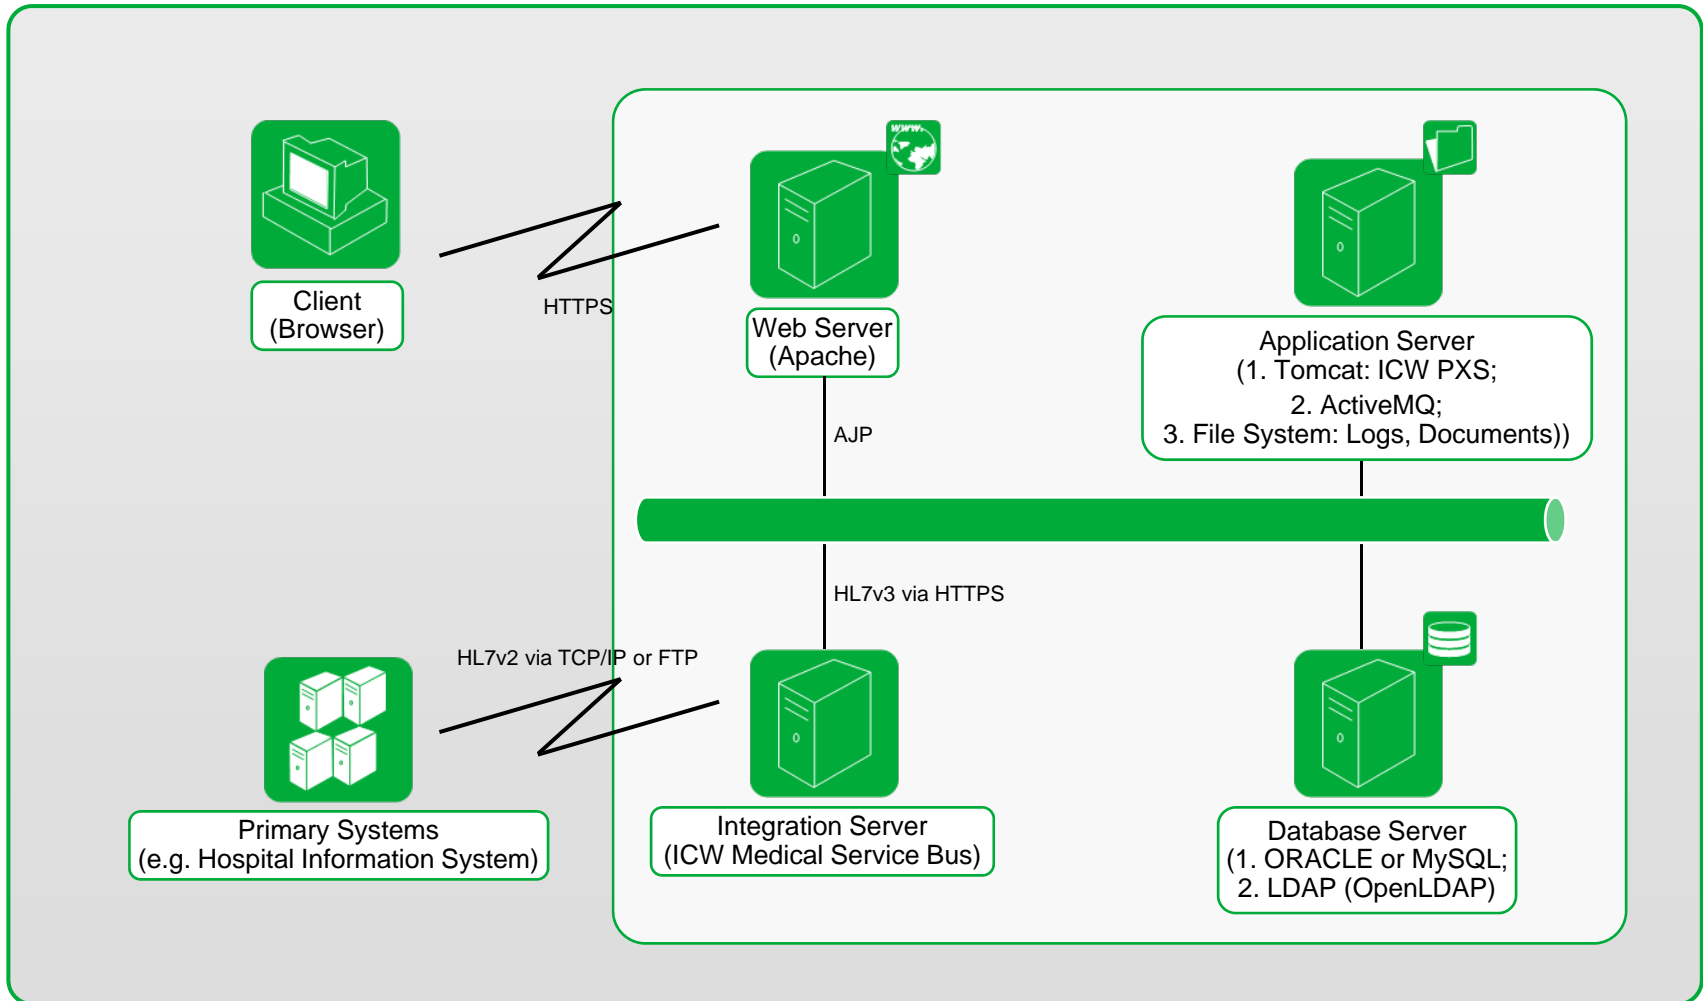 www.
Client
(Browser)
HTTPS
Web Server
(Apache)
Application Server
(1. Tomcat: ICW PXS;
2. ActiveMQ;
3. File System: Logs, Documents))
AJP
HL7v3 via HTTPS
HL7v2 via TCP/IP or FTP
Primary Systems
(e.g. Hospital Information System)
Integration Server
(ICW Medical Service Bus)
Database Server
(1. ORACLE or MySQL;
2. LDAP (OpenLDAP)